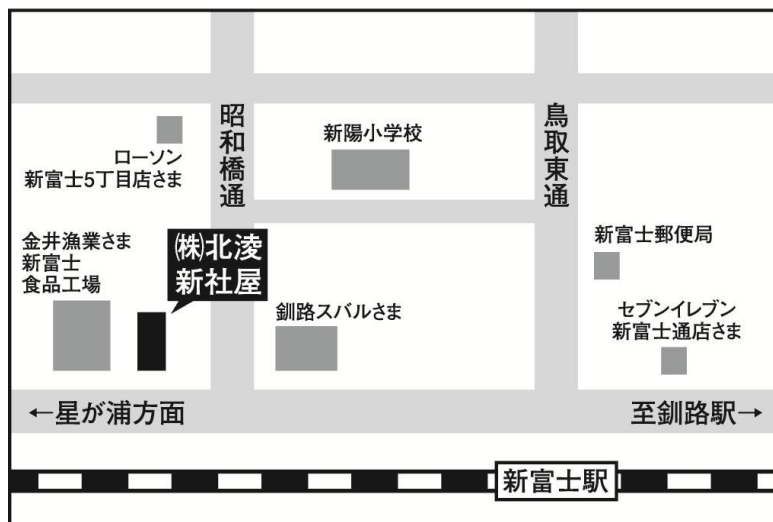 昭和橋通
鳥取東通
新陽小学校
ローソン
新富士5丁目店さま
金井漁業さま
新富士
食品工場
㈱北淩
新社屋
釧路スバルさま
新富士郵便局
セブンイレブン
新富士通店さま
←星が浦方面
至釧路駅→
新富士駅